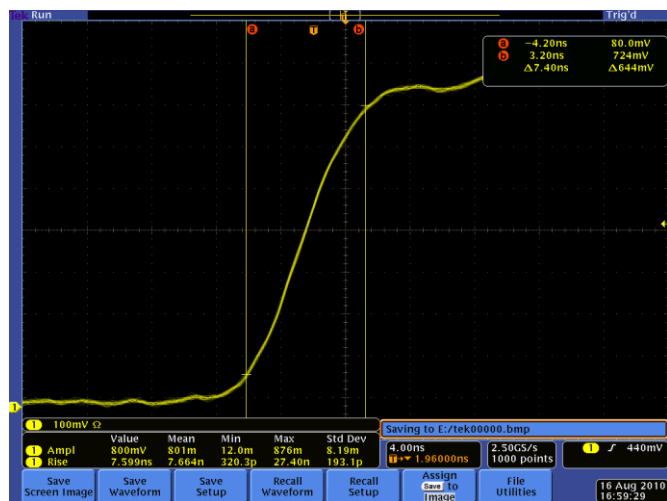 Tek Run Trig'd
a b
T
a -4.20ns 80.0mV
b 3.20ns 724mV
Δ7.40ns Δ644mV
1
1 100mV Ω
Value Mean Min Max Std Dev
1 Ampl 800mV 801m 12.0m 876m 8.19m
1 Rise 7.599ns 7.664n 320.3p 27.40n 193.1p
Saving to E:/tek00000.bmp
4.00ns 2.50GS/s 1 440mV
T→▼ 1.96000ns 1000 points
Save Screen Image
Save Waveform
Save Setup
Recall Waveform
Recall Setup
Assign Save to Image
File Utilities
16 Aug 2010
16:59:29